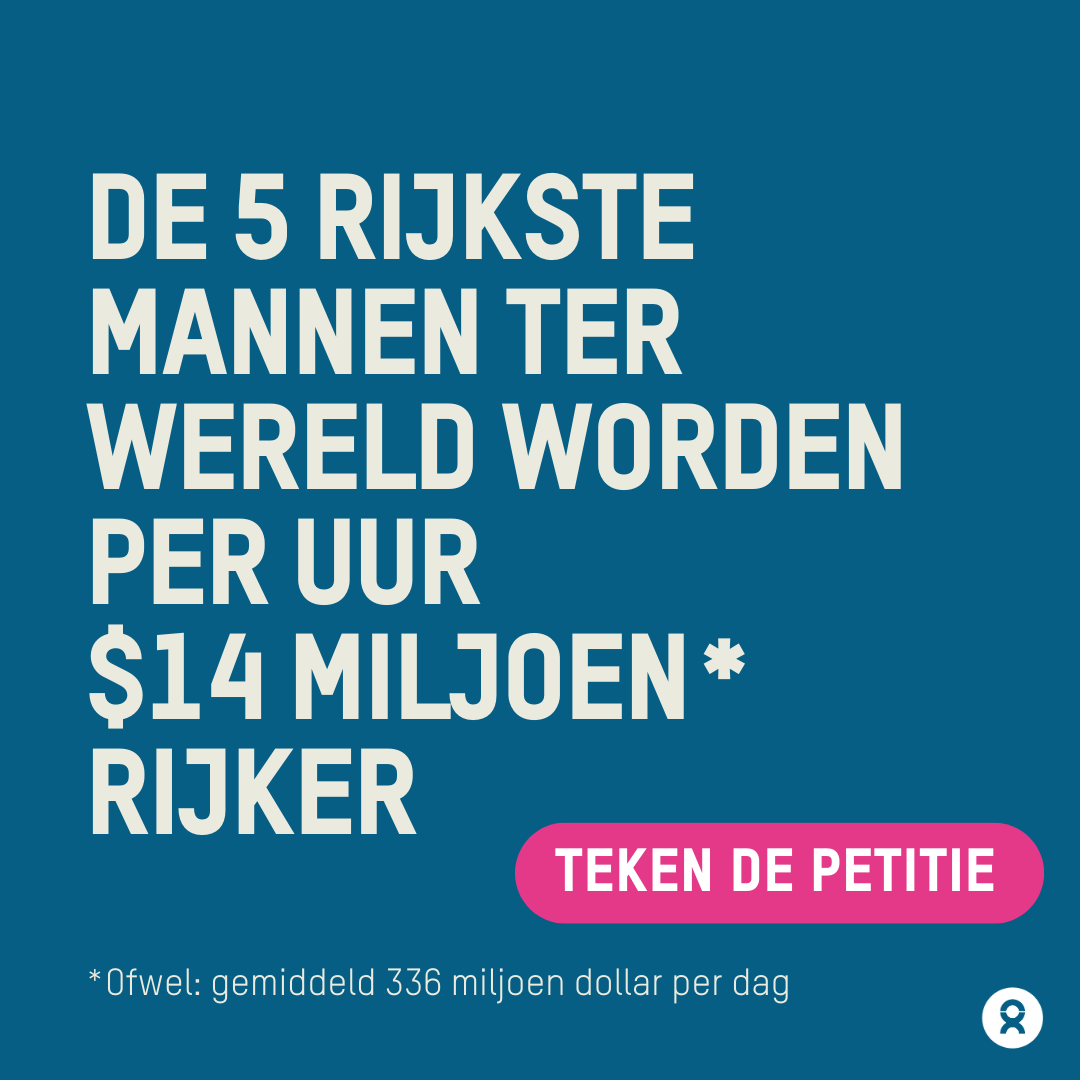 DE 5 RIJKSTE
MANNEN TER
WERELD WORDEN
PER UUR
$14 MILJOEN*
RIJKER
TEKEN DE PETITIE
*Ofwel: gemiddeld 336 miljoen dollar per dag